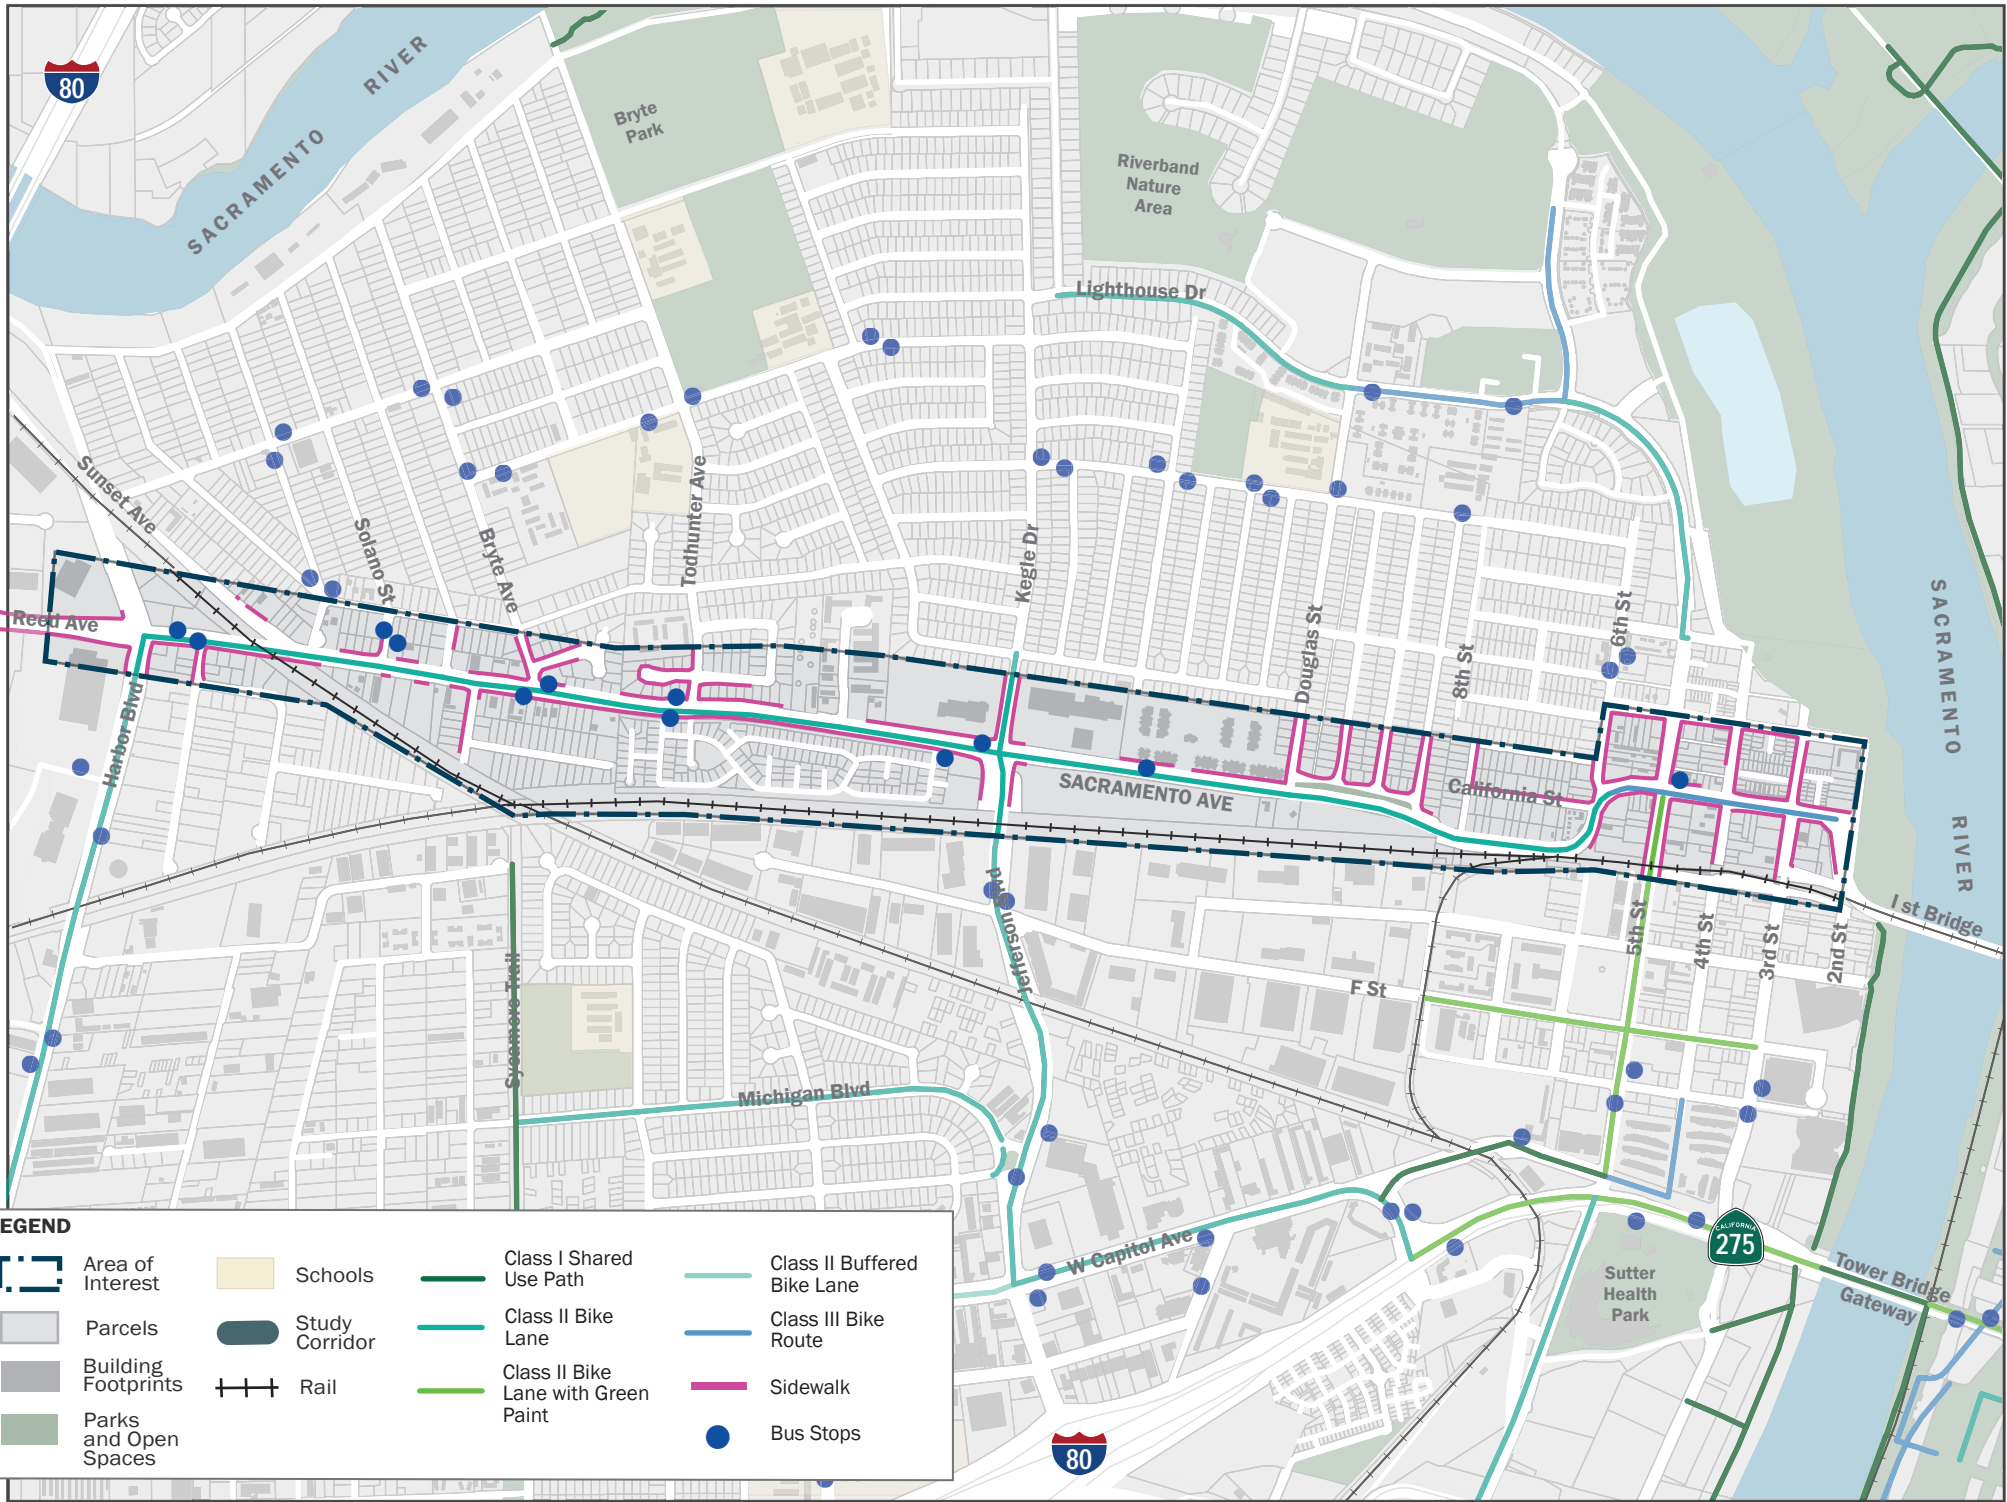 80
RIVER
SACRAMENTO
Bryte
Park
Riverband
Nature
Area
Lighthouse Dr
Sunset Ave
Solano St
Bryte Ave
Todhunter Ave
Kegle Dr
Douglas St
8th St
6th St
SACRAMENTO
RIVER
Reed Ave
Harbor Blvd
SACRAMENTO AVE
California St
Jefferson Blvd
I st Bridge
5th St
4th St
3rd St
2nd St
F St
Sycamore Trail
Michigan Blvd
W Capitol Ave
CALIFORNIA
275
Tower Bridge
Gateway
Sutter
Health
Park
80
EGEND
Area of
Interest
Parcels
Building
Footprints
Parks
and Open
Spaces
Schools
Study
Corridor
Rail
Class I Shared
Use Path
Class II Bike
Lane
Class II Bike
Lane with Green
Paint
Class II Buffered
Bike Lane
Class III Bike
Route
Sidewalk
Bus Stops